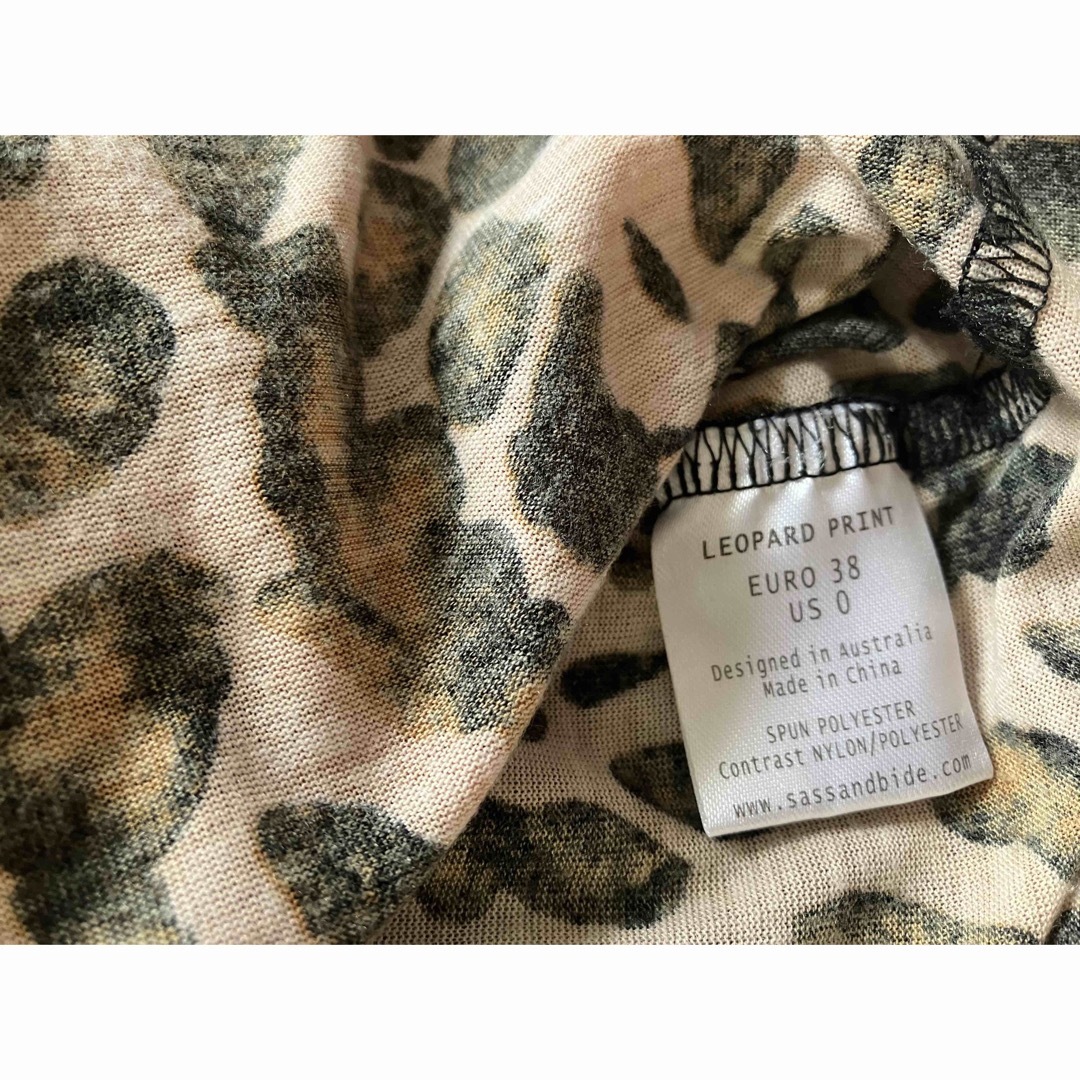 LEOPARD PRINT
EURO 38
US 0
Designed in Australia
Made in China
SPUN POLYESTER
Contrast NYLON/POLYESTER
www.sassandbide.com